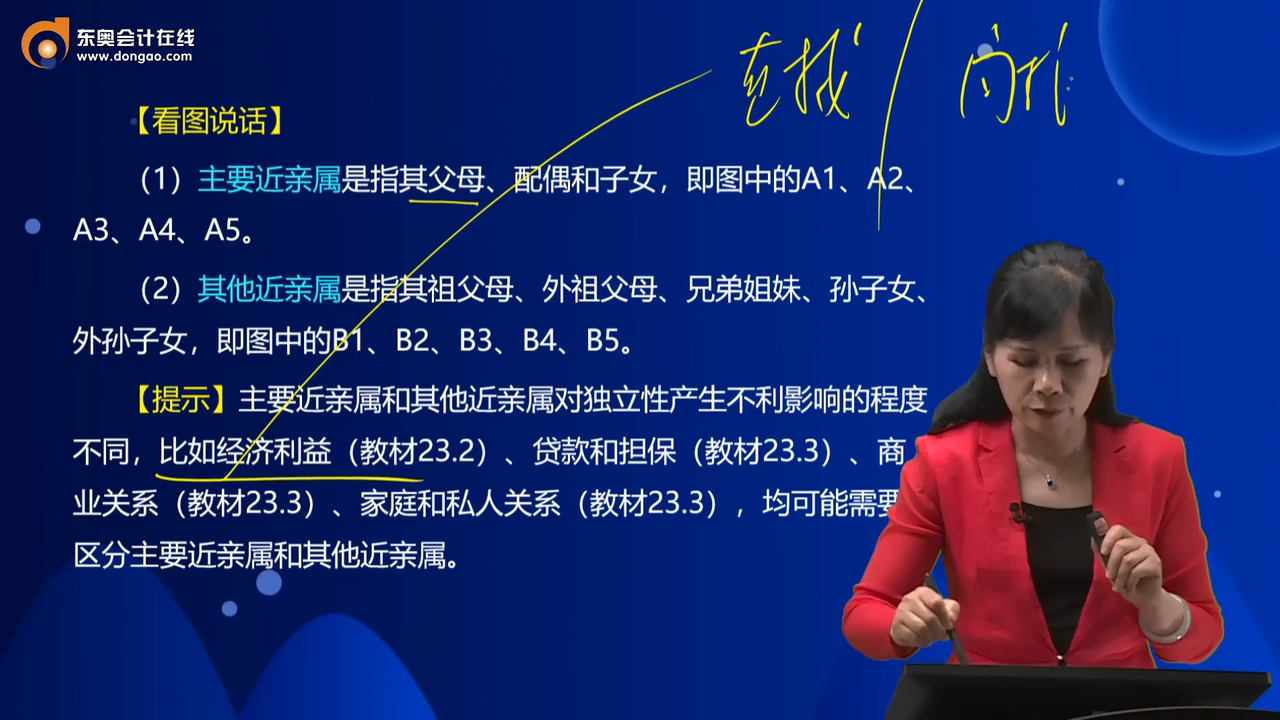 东奥会计在线
www.dongao.com
【看图说话】
（1）主要近亲属是指其父母、配偶和子女，即图中的A1、A2、
A3、A4、A5。
（2）其他近亲属是指其祖父母、外祖父母、兄弟姐妹、孙子女、
外孙子女，即图中的B1、B2、B3、B4、B5。
【提示】主要近亲属和其他近亲属对独立性产生不利影响的程度
不同，比如经济利益（教材23.2）、贷款和担保（教材23.3）、商
业关系（教材23.3）、家庭和私人关系（教材23.3），均可能需要
区分主要近亲属和其他近亲属。